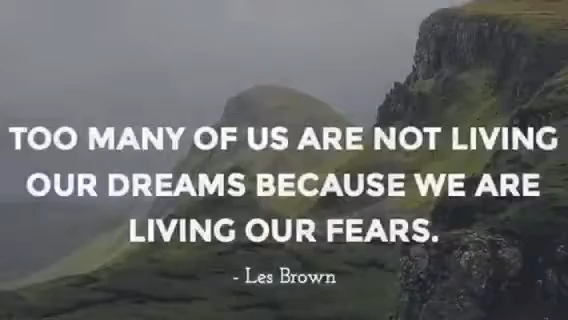 TOO MANY OF US ARE NOT LIVING
OUR DREAMS BECAUSE WE ARE
LIVING OUR FEARS.
- Les Brown